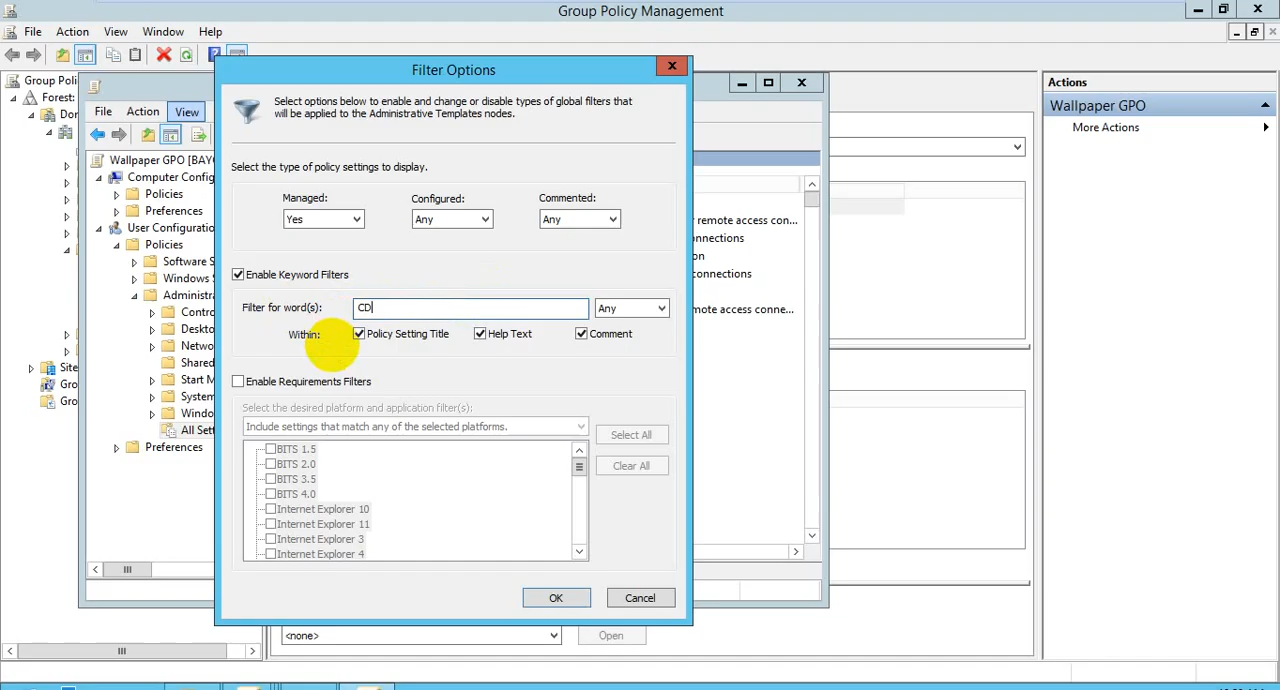 Group Policy Management
File Action View Window Help
Group Poli
Forest:
Dor
Site
Gro
Gro
File Action View
Wallpaper GPO [BAY
Computer Config
Policies
Preferences
User Configuratio
Policies
Software S
Windows S
Administra
Contro
Deskto
Netwo
Shared
Start M
System
Windo
All Sett
Preferences
Filter Options
Select options below to enable and change or disable types of global filters that
will be applied to the Administrative Templates nodes.
Select the type of policy settings to display.
Managed: Configured: Commented:
Yes Any Any
Enable Keyword Filters
Filter for word(s): CD Any
Within: Policy Setting Title Help Text Comment
Enable Requirements Filters
Select the desired platform and application filter(s):
Include settings that match any of the selected platforms.
Select All
Clear All
BITS 1.5
BITS 2.0
BITS 3.5
BITS 4.0
Internet Explorer 10
Internet Explorer 11
Internet Explorer 3
Internet Explorer 4
OK Cancel
r remote access con...
onnections
on
onnections
mote access conne...
<none> Open
Actions
Wallpaper GPO
More Actions